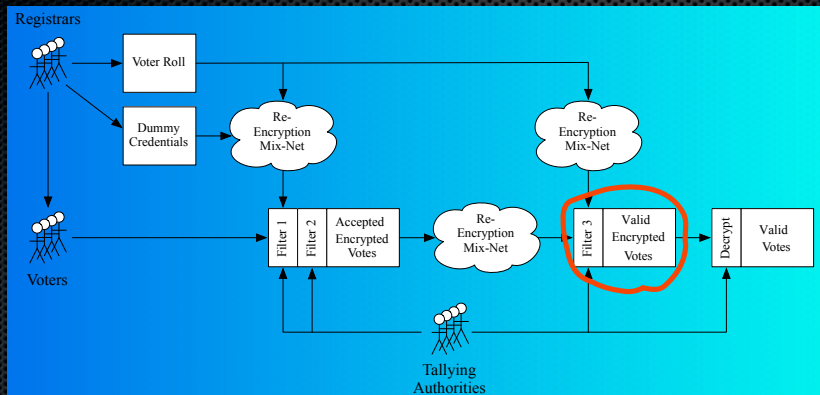 Registrars
Voter Roll
Dummy
Credentials
Re-
Encryption
Mix-Net
Re-
Encryption
Mix-Net
Voters
Filter 1
Filter 2
Accepted
Encrypted
Votes
Re-
Encryption
Mix-Net
Filter 3
Valid
Encrypted
Votes
Decrypt
Valid
Votes
Tallying
Authorities